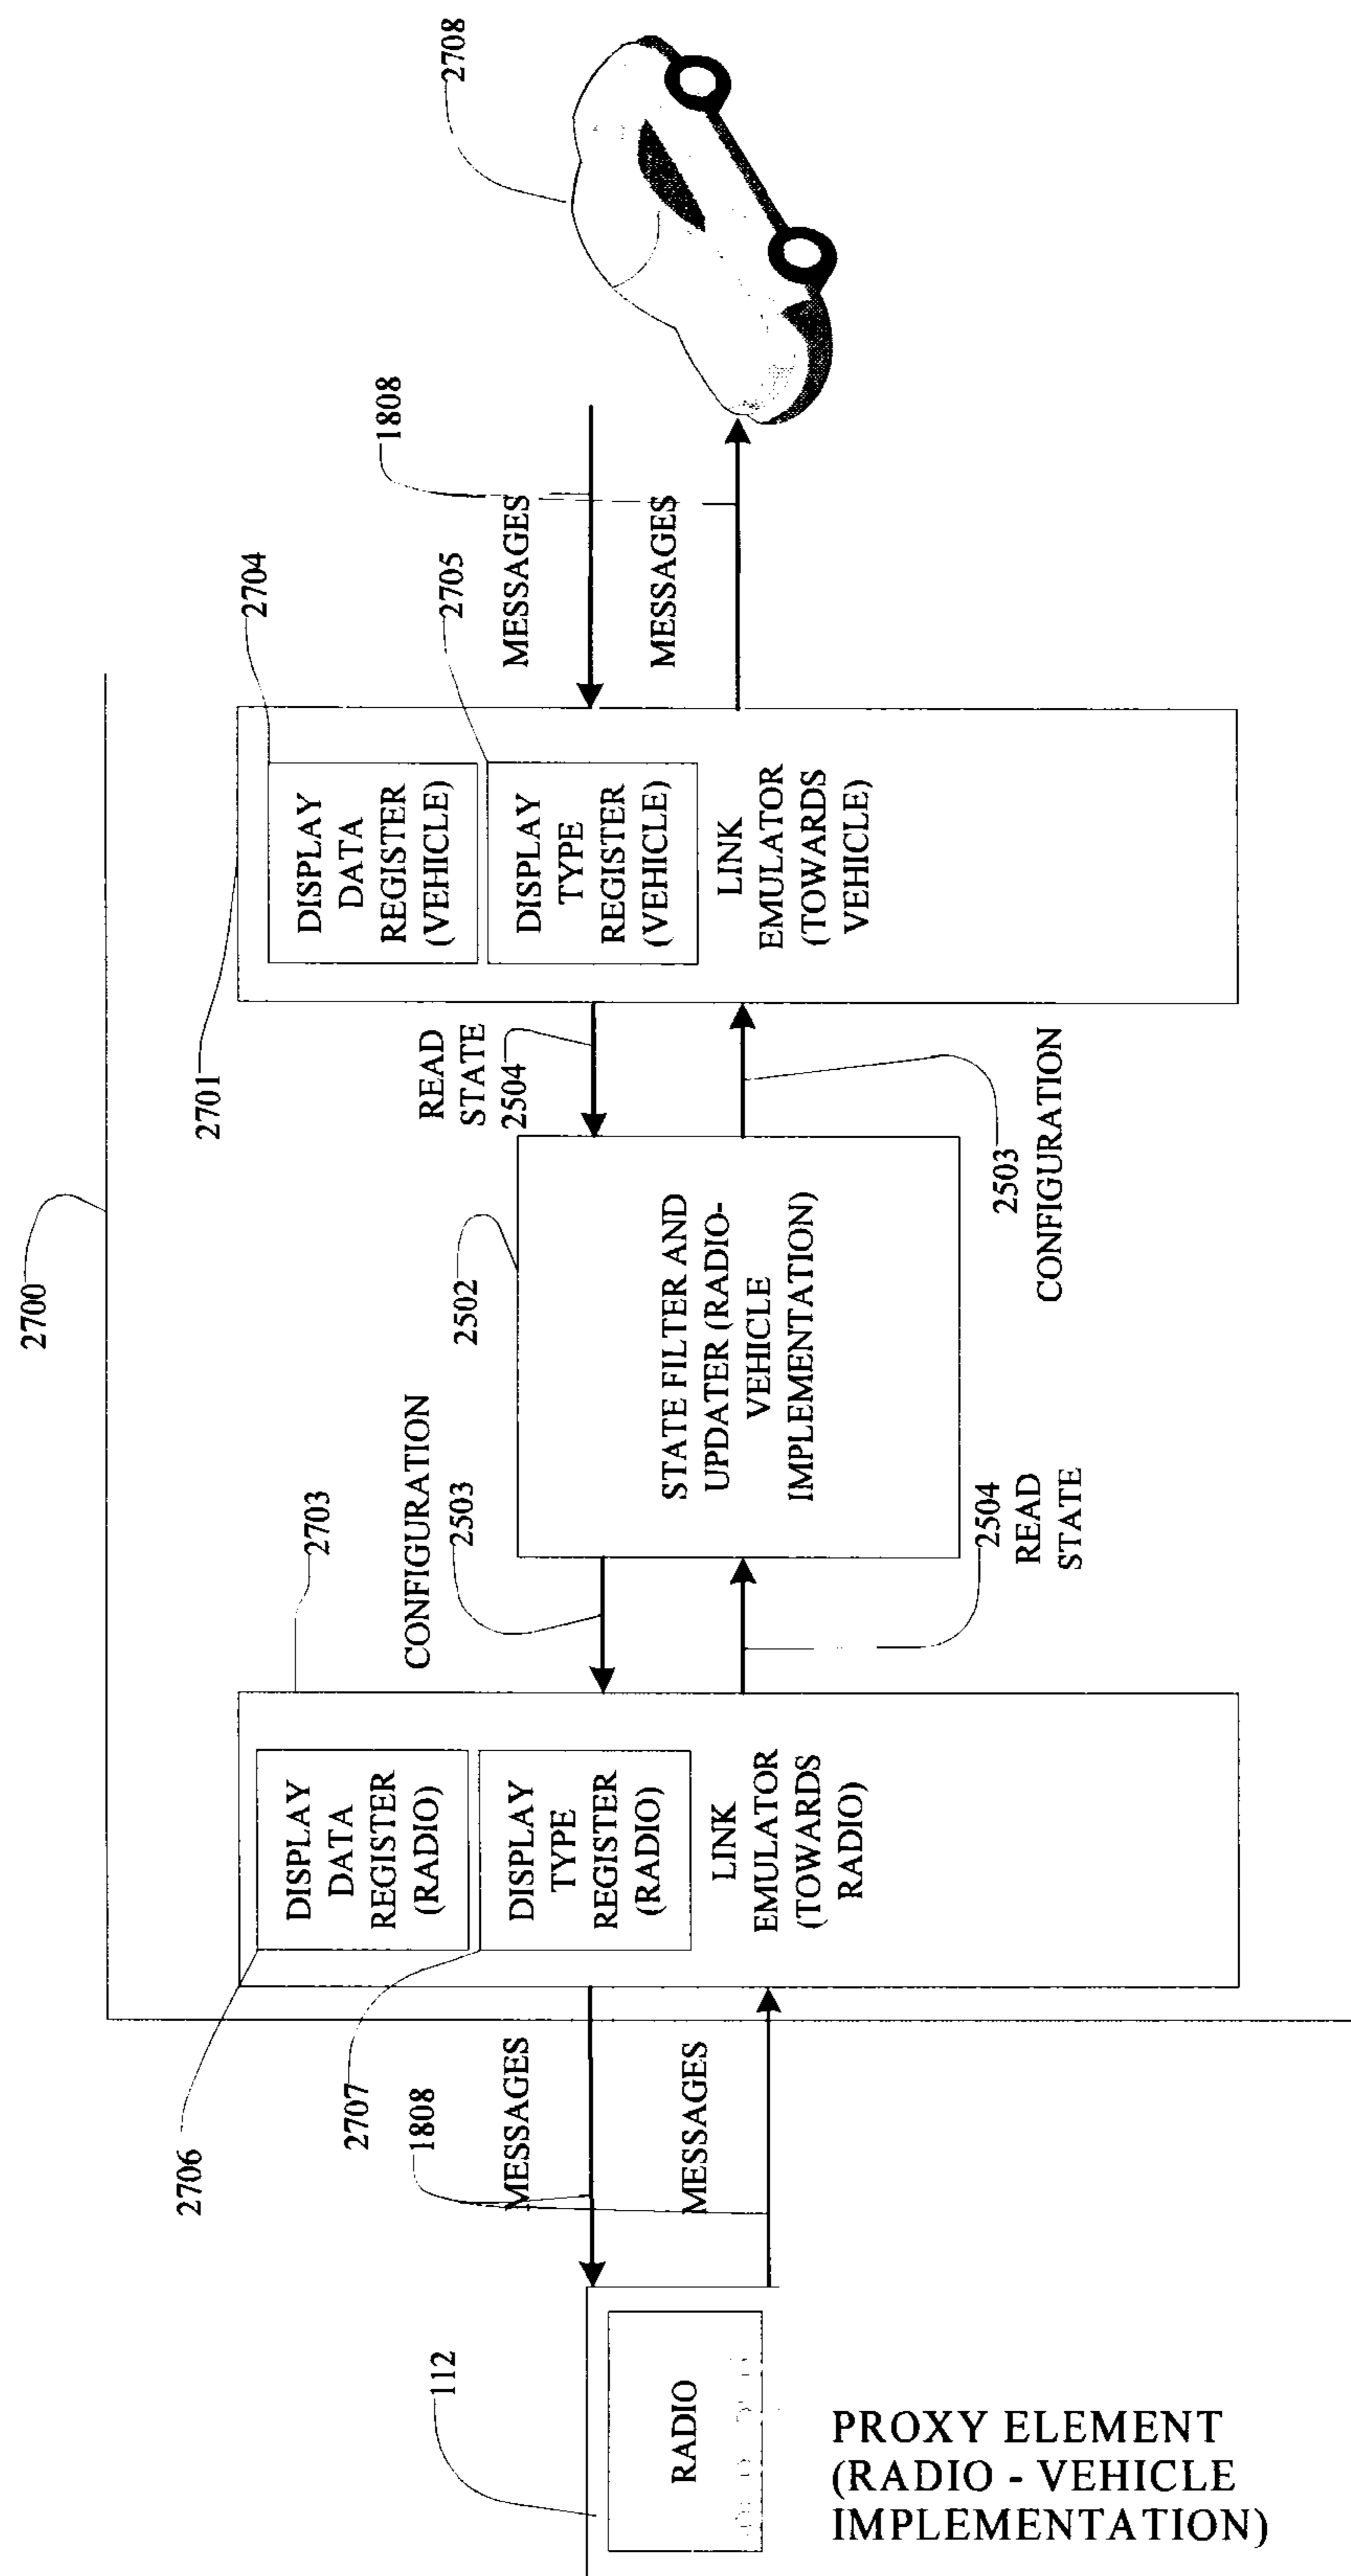 2700
2701
2704
DISPLAY
DATA
REGISTER
(VEHICLE)
2705
DISPLAY
TYPE
REGISTER
(VEHICLE)
LINK
EMULATOR
(TOWARDS
VEHICLE)
MESSAGES
MESSAGES
1808
2708
READ
STATE
2504
2503
CONFIGURATION
2502
STATE FILTER AND
UPDATER (RADIO-
VEHICLE
IMPLEMENTATION)
CONFIGURATION
2503
2504
READ
STATE
2703
2706
DISPLAY
DATA
REGISTER
(RADIO)
2707
DISPLAY
TYPE
REGISTER
(RADIO)
LINK
EMULATOR
(TOWARDS
RADIO)
MESSAGES
MESSAGES
1808
112
RADIO
PROXY ELEMENT
(RADIO - VEHICLE
IMPLEMENTATION)